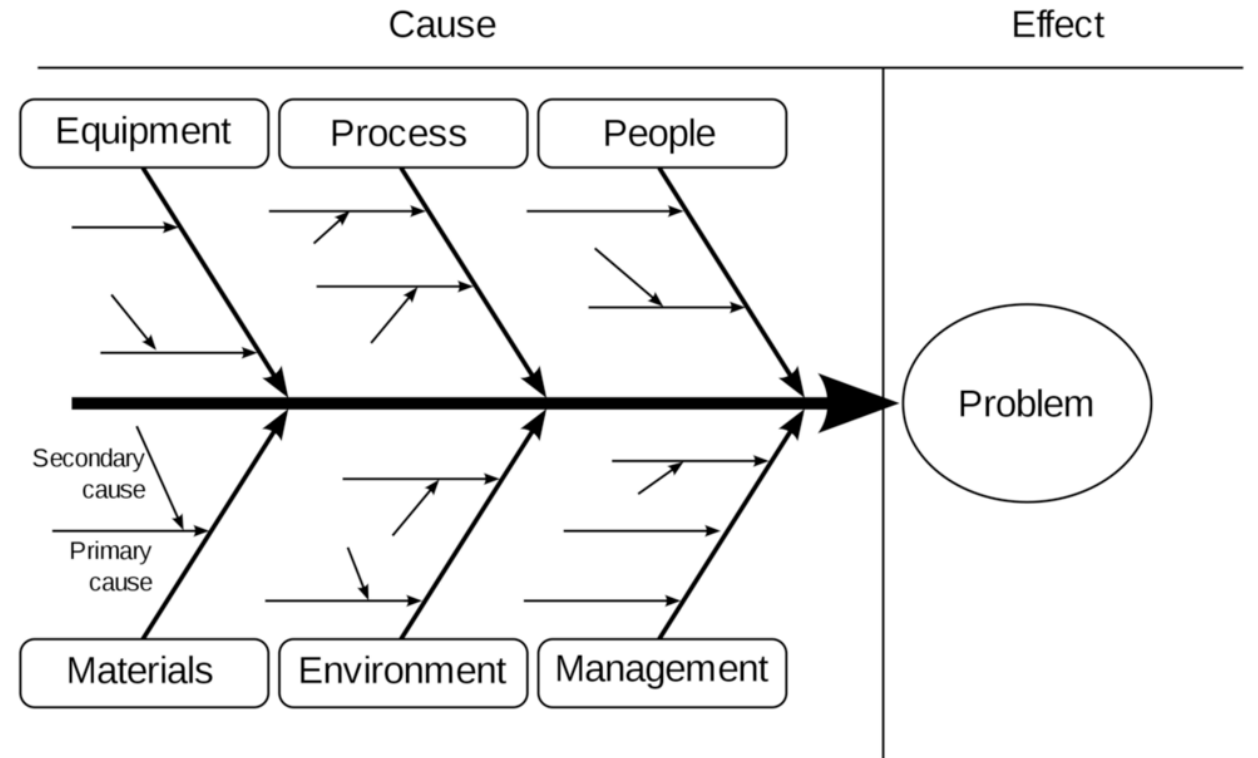 Cause
Effect
Equipment
Process
People
Problem
Secondary
cause
Primary
cause
Materials
Environment
Management